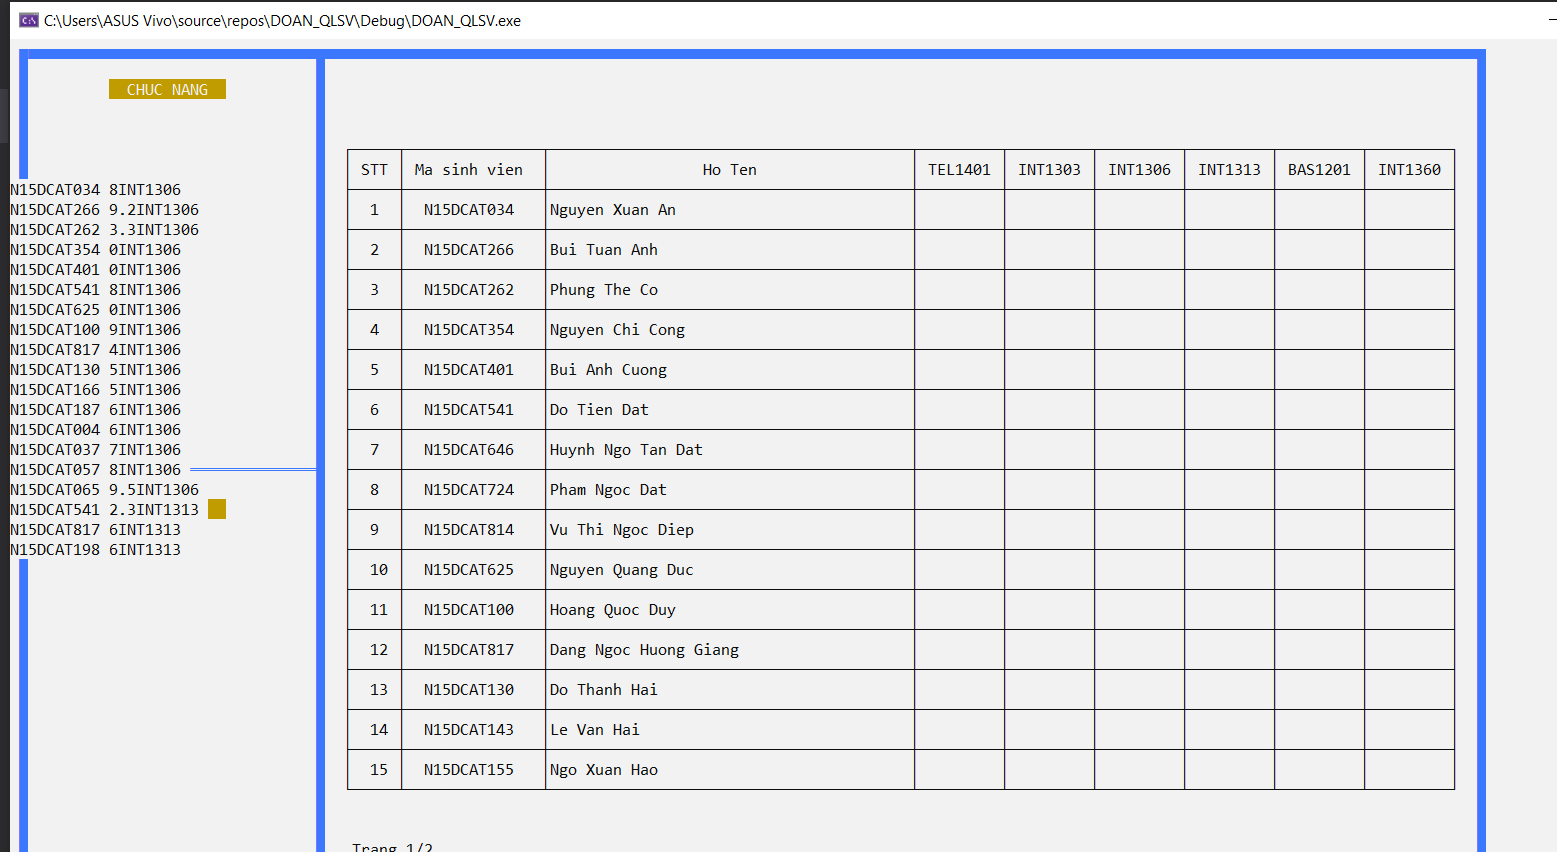 C:\Users\ASUS Vivo\source\repos\DOAN_QLSV\Debug\DOAN_QLSV.exe
CHUC NANG
N15DCAT034 8INT1306
N15DCAT266 9.2INT1306
N15DCAT262 3.3INT1306
N15DCAT354 0INT1306
N15DCAT401 0INT1306
N15DCAT541 8INT1306
N15DCAT625 0INT1306
N15DCAT100 9INT1306
N15DCAT817 4INT1306
N15DCAT130 5INT1306
N15DCAT166 5INT1306
N15DCAT187 6INT1306
N15DCAT004 6INT1306
N15DCAT037 7INT1306
N15DCAT057 8INT1306
N15DCAT065 9.5INT1306
N15DCAT541 2.3INT1313
N15DCAT817 6INT1313
N15DCAT198 6INT1313
STT Ma sinh vien Ho Ten TEL1401 INT1303 INT1306 INT1313 BAS1201 INT1360
1 N15DCAT034 Nguyen Xuan An
2 N15DCAT266 Bui Tuan Anh
3 N15DCAT262 Phung The Co
4 N15DCAT354 Nguyen Chi Cong
5 N15DCAT401 Bui Anh Cuong
6 N15DCAT541 Do Tien Dat
7 N15DCAT646 Huynh Ngo Tan Dat
8 N15DCAT724 Pham Ngoc Dat
9 N15DCAT814 Vu Thi Ngoc Diep
10 N15DCAT625 Nguyen Quang Duc
11 N15DCAT100 Hoang Quoc Duy
12 N15DCAT817 Dang Ngoc Huong Giang
13 N15DCAT130 Do Thanh Hai
14 N15DCAT143 Le Van Hai
15 N15DCAT155 Ngo Xuan Hao
Trang 1/2